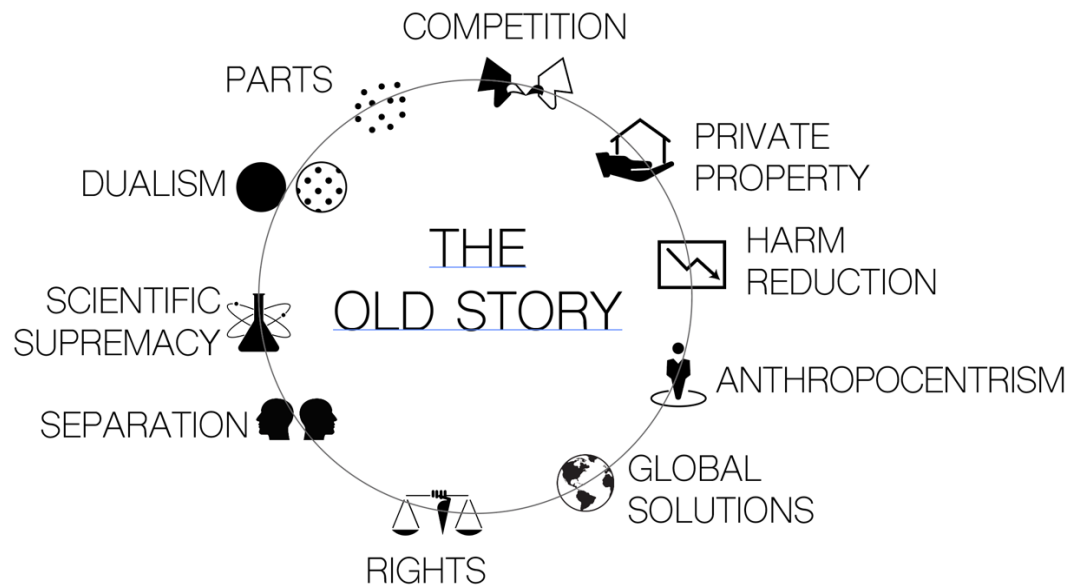 COMPETITION
PARTS
PRIVATE
PROPERTY
DUALISM
THE
OLD STORY
HARM
REDUCTION
SCIENTIFIC
SUPREMACY
ANTHROPOCENTRISM
SEPARATION
GLOBAL
SOLUTIONS
RIGHTS